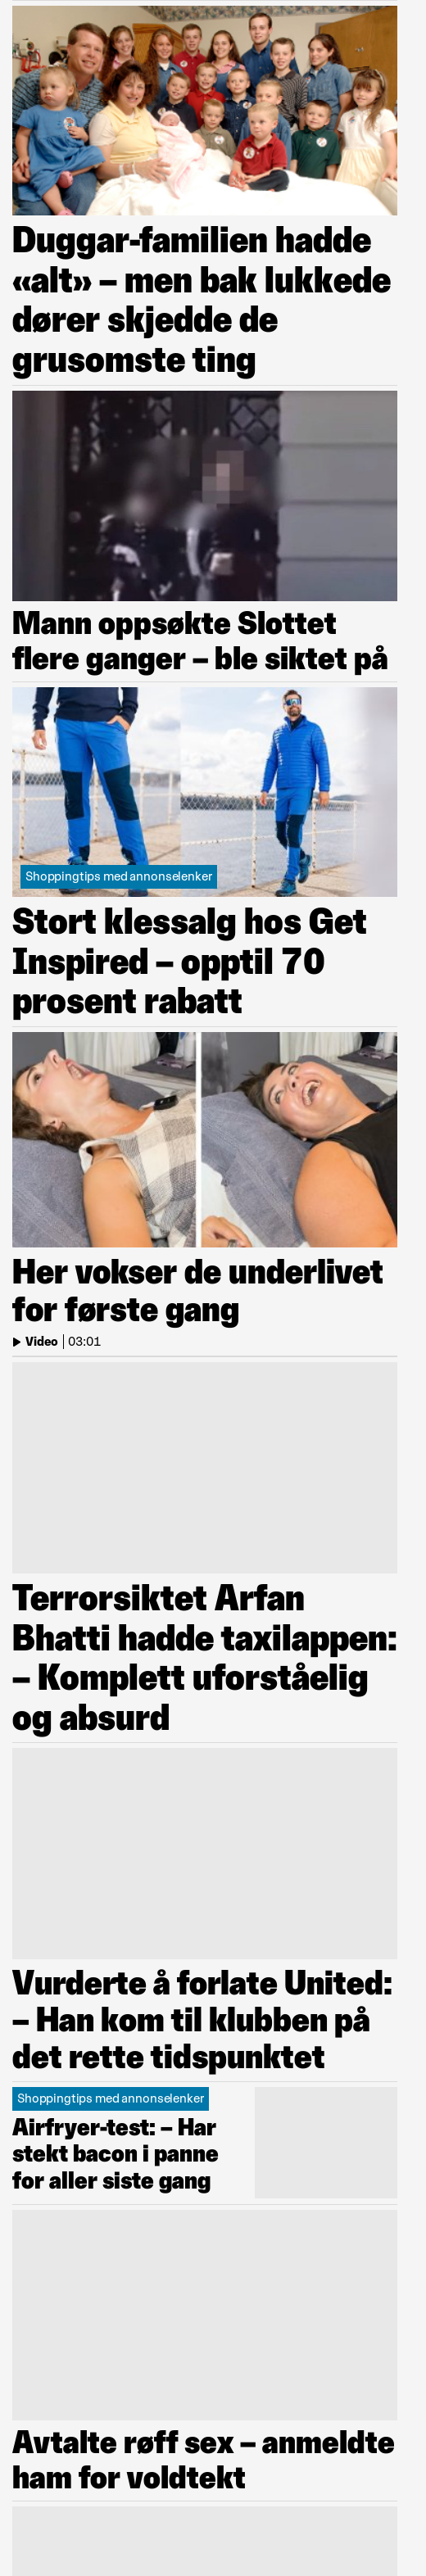 Duggar-familien hadde
«alt» – men bak lukkede
dører skjedde de
grusomste ting
Mann oppsøkte Slottet
flere ganger – ble siktet på
Shoppingtips med annonselenker
Stort klessalg hos Get
Inspired – opptil 70
prosent rabatt
Her vokser de underlivet
for første gang
Video | 03:01
Terrorsiktet Arfan
Bhatti hadde taxilappen:
– Komplett uforståelig
og absurd
Vurderte å forlate United:
– Han kom til klubben på
det rette tidspunktet
Shoppingtips med annonselenker
Airfryer-test: – Har
stekt bacon i panne
for aller siste gang
Avtalte røff sex – anmeldte
ham for voldtekt